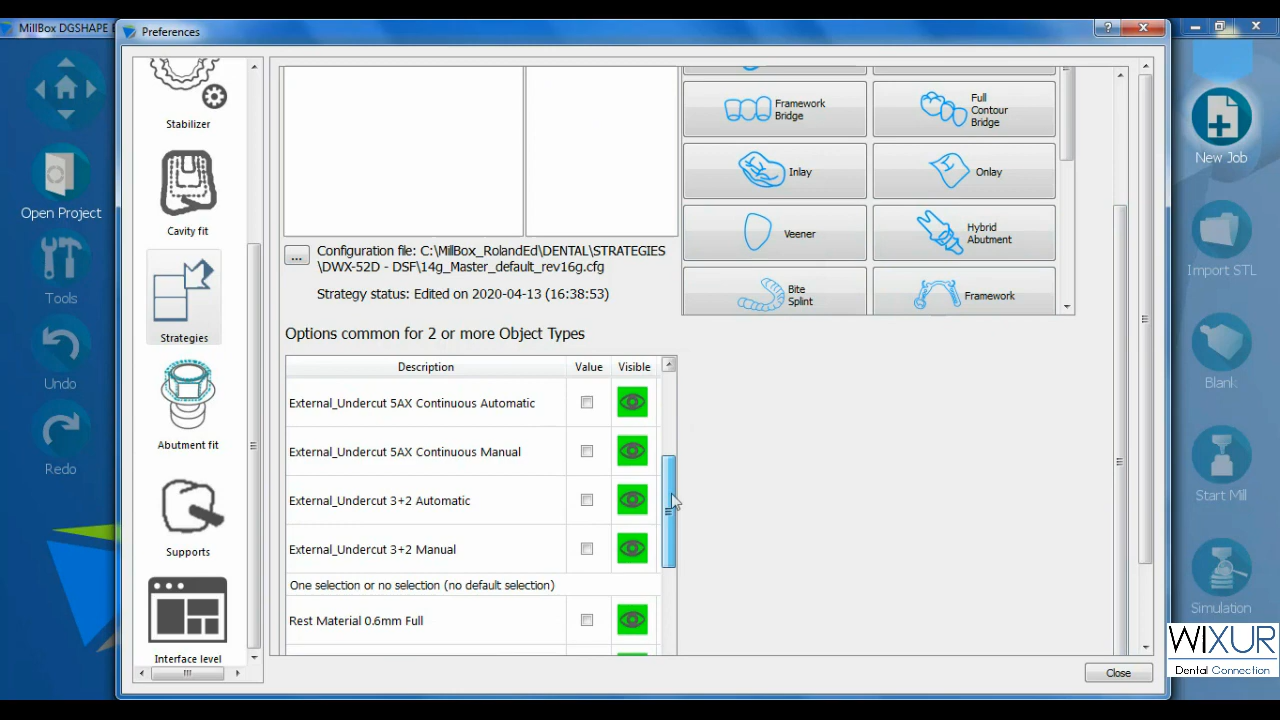 MillBox DGSHAPE E
Preferences
Stabilizer
Cavity fit
Strategies
Abutment fit
Supports
Interface level
Open Project
Tools
Undo
Redo
Framework
Bridge
Full
Contour
Bridge
Inlay
Onlay
Veener
Hybrid
Abutment
Bite
Splint
Framework
... Configuration file: C:\MillBox_RolandEd\DENTAL\STRATEGIES
\DWX-52D - DSF\14g_Master_default_rev16g.cfg
Strategy status: Edited on 2020-04-13 (16:38:53)
Options common for 2 or more Object Types
Description Value Visible
External_Undercut 5AX Continuous Automatic
External_Undercut 5AX Continuous Manual
External_Undercut 3+2 Automatic
External_Undercut 3+2 Manual
One selection or no selection (no default selection)
Rest Material 0.6mm Full
Close
New Job
Import STL
Blank
Start Mill
Simulation
WIXUR
Dental Connection